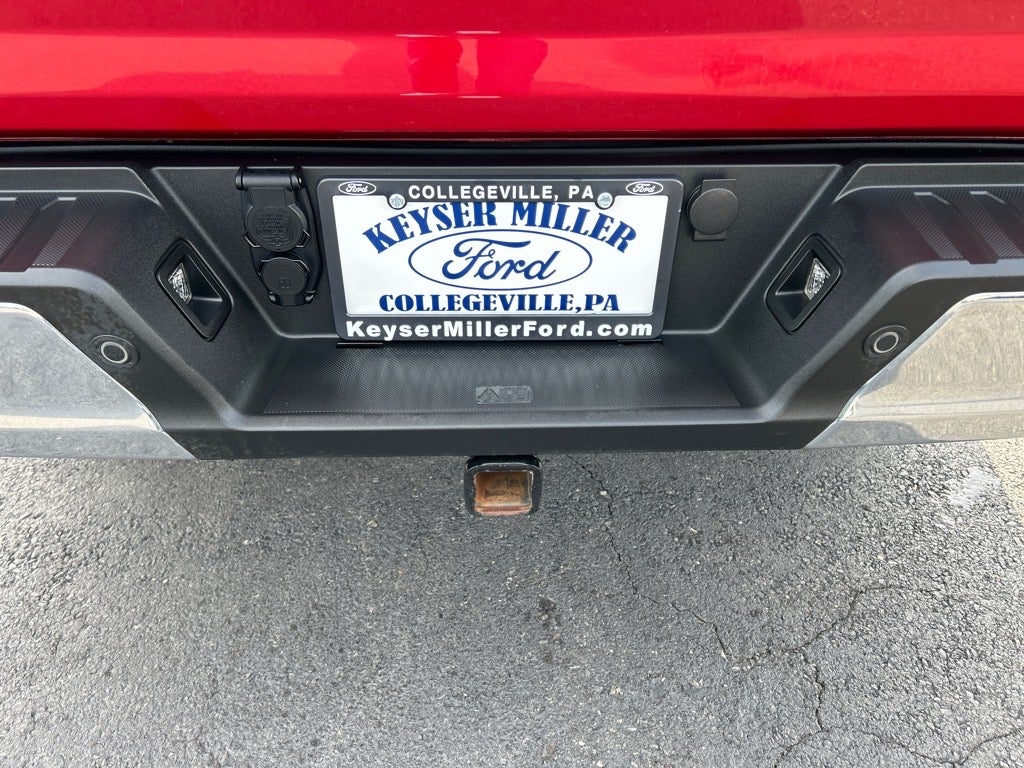 Ford COLLEGEVILLE, PA Ford
KEYSER MILLER
Ford
COLLEGEVILLE,PA
KeyserMillerFord.com